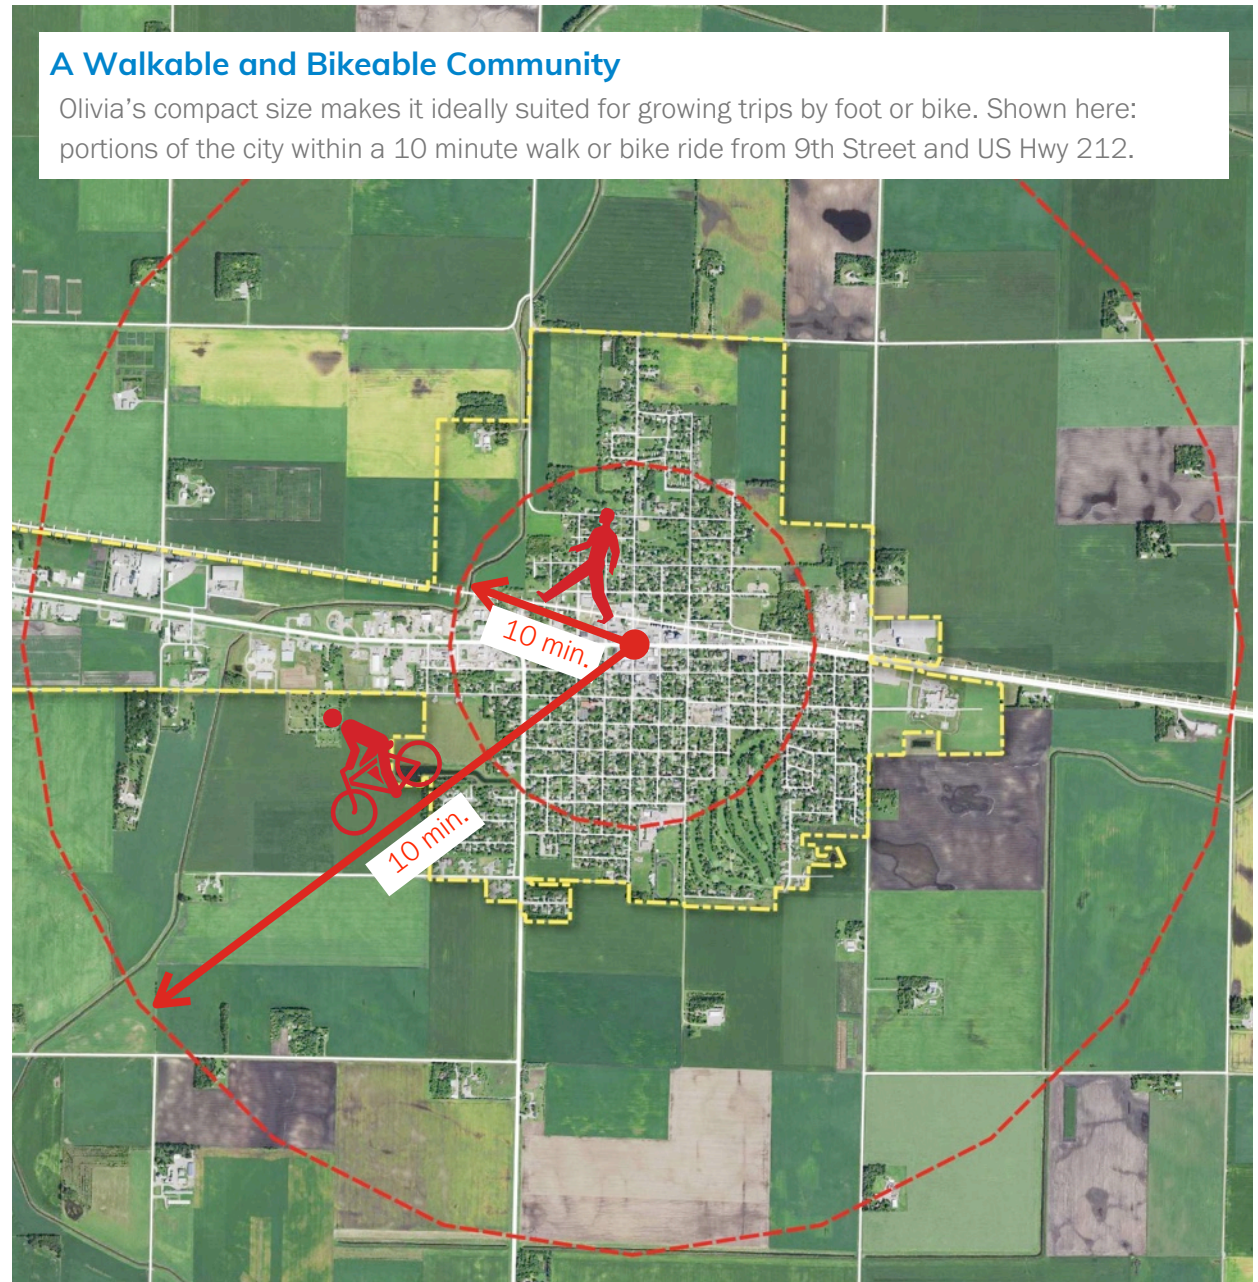 A Walkable and Bikeable Community
Olivia’s compact size makes it ideally suited for growing trips by foot or bike. Shown here:
portions of the city within a 10 minute walk or bike ride from 9th Street and US Hwy 212.
10 min.
10 min.